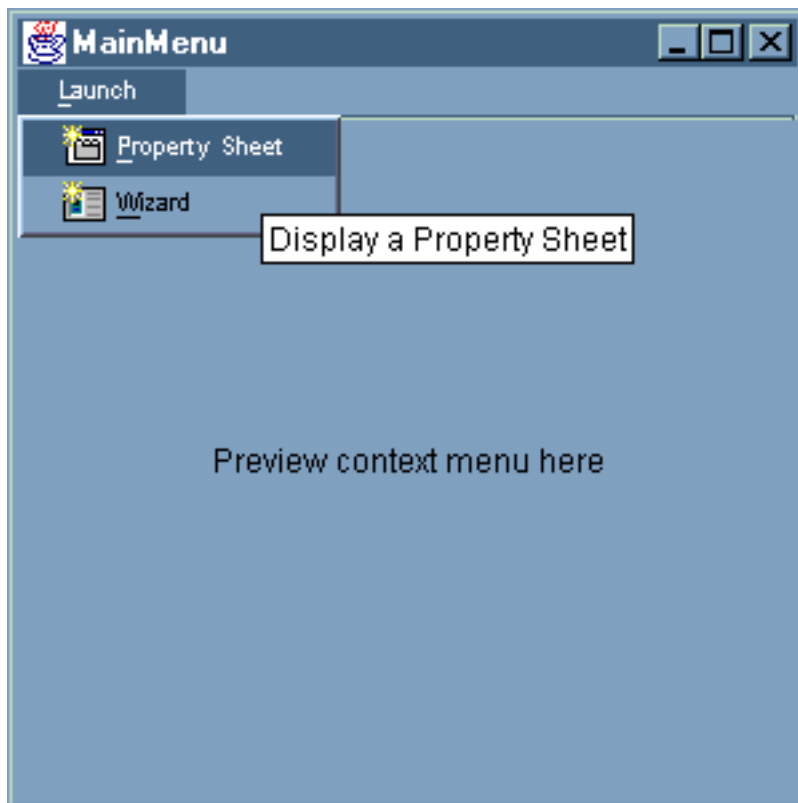 MainMenu
Launch
Property Sheet
Wizard
Display a Property Sheet
Preview context menu here